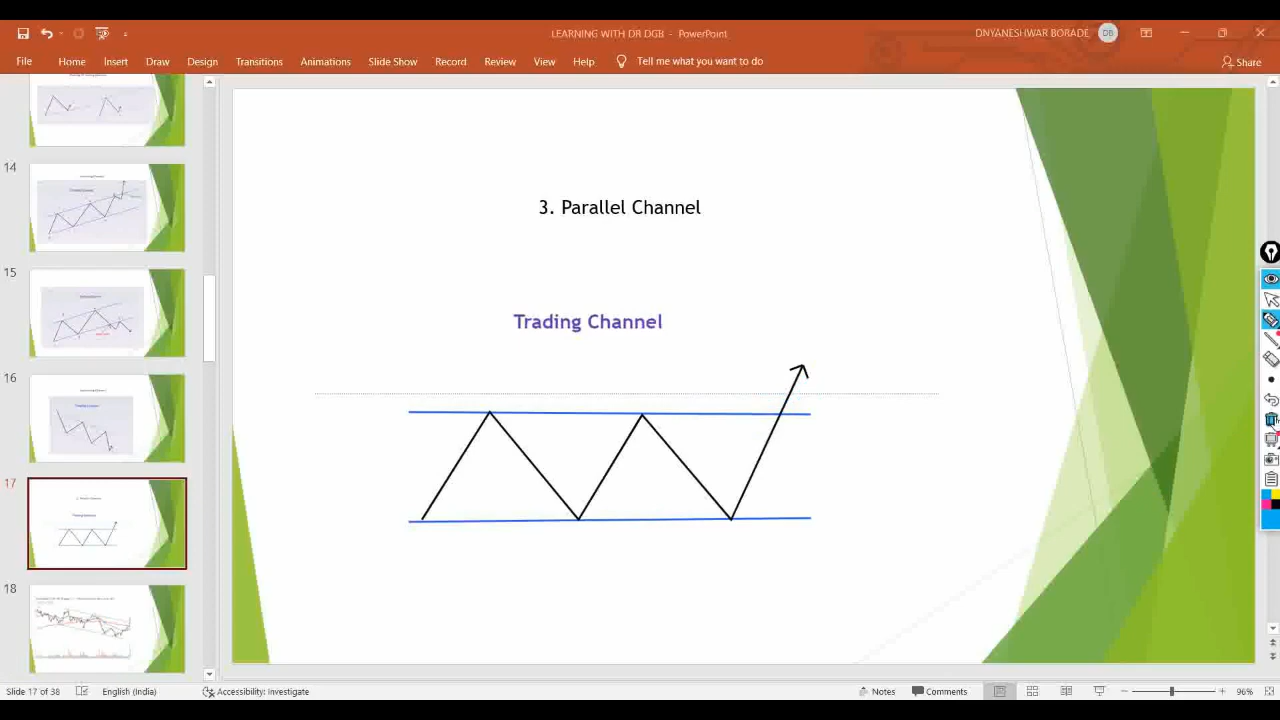 LEARNING WITH DR DGB - PowerPoint
DNYANESHWAR BORADE
DB
File Home Insert Draw Design Transitions Animations Slide Show Record Review View Help Tell me what you want to do
Share
14
15
16
17
18
3. Parallel Channel
Trading Channel
Slide 17 of 38
English (India)
Accessibility: Investigate
Notes
Comments
96%